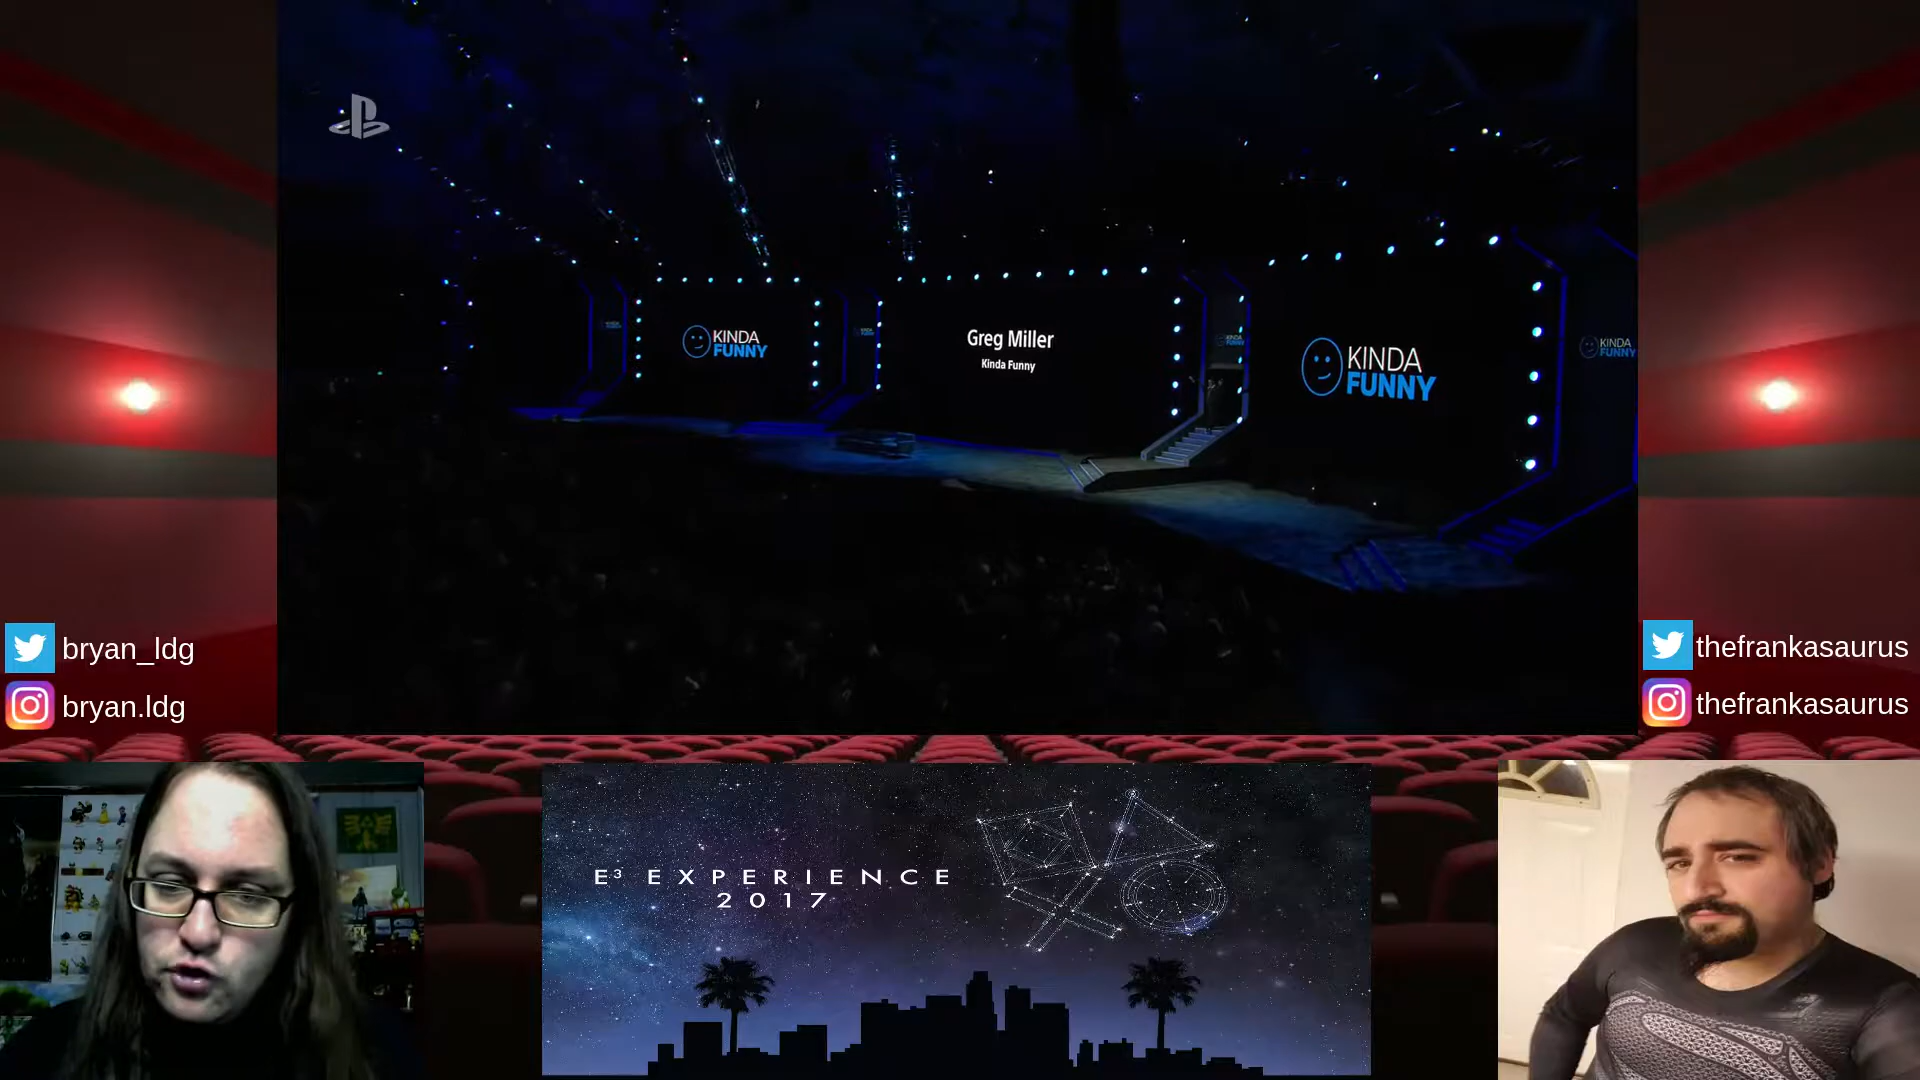 KINDA
FUNNY
Greg Miller
Kinda Funny
KINDA
FUNNY
KINDA
FUNNY
bryan_ldg
bryan.ldg
thefrankasaurus
thefrankasaurus
E³ EXPERIENCE
2017